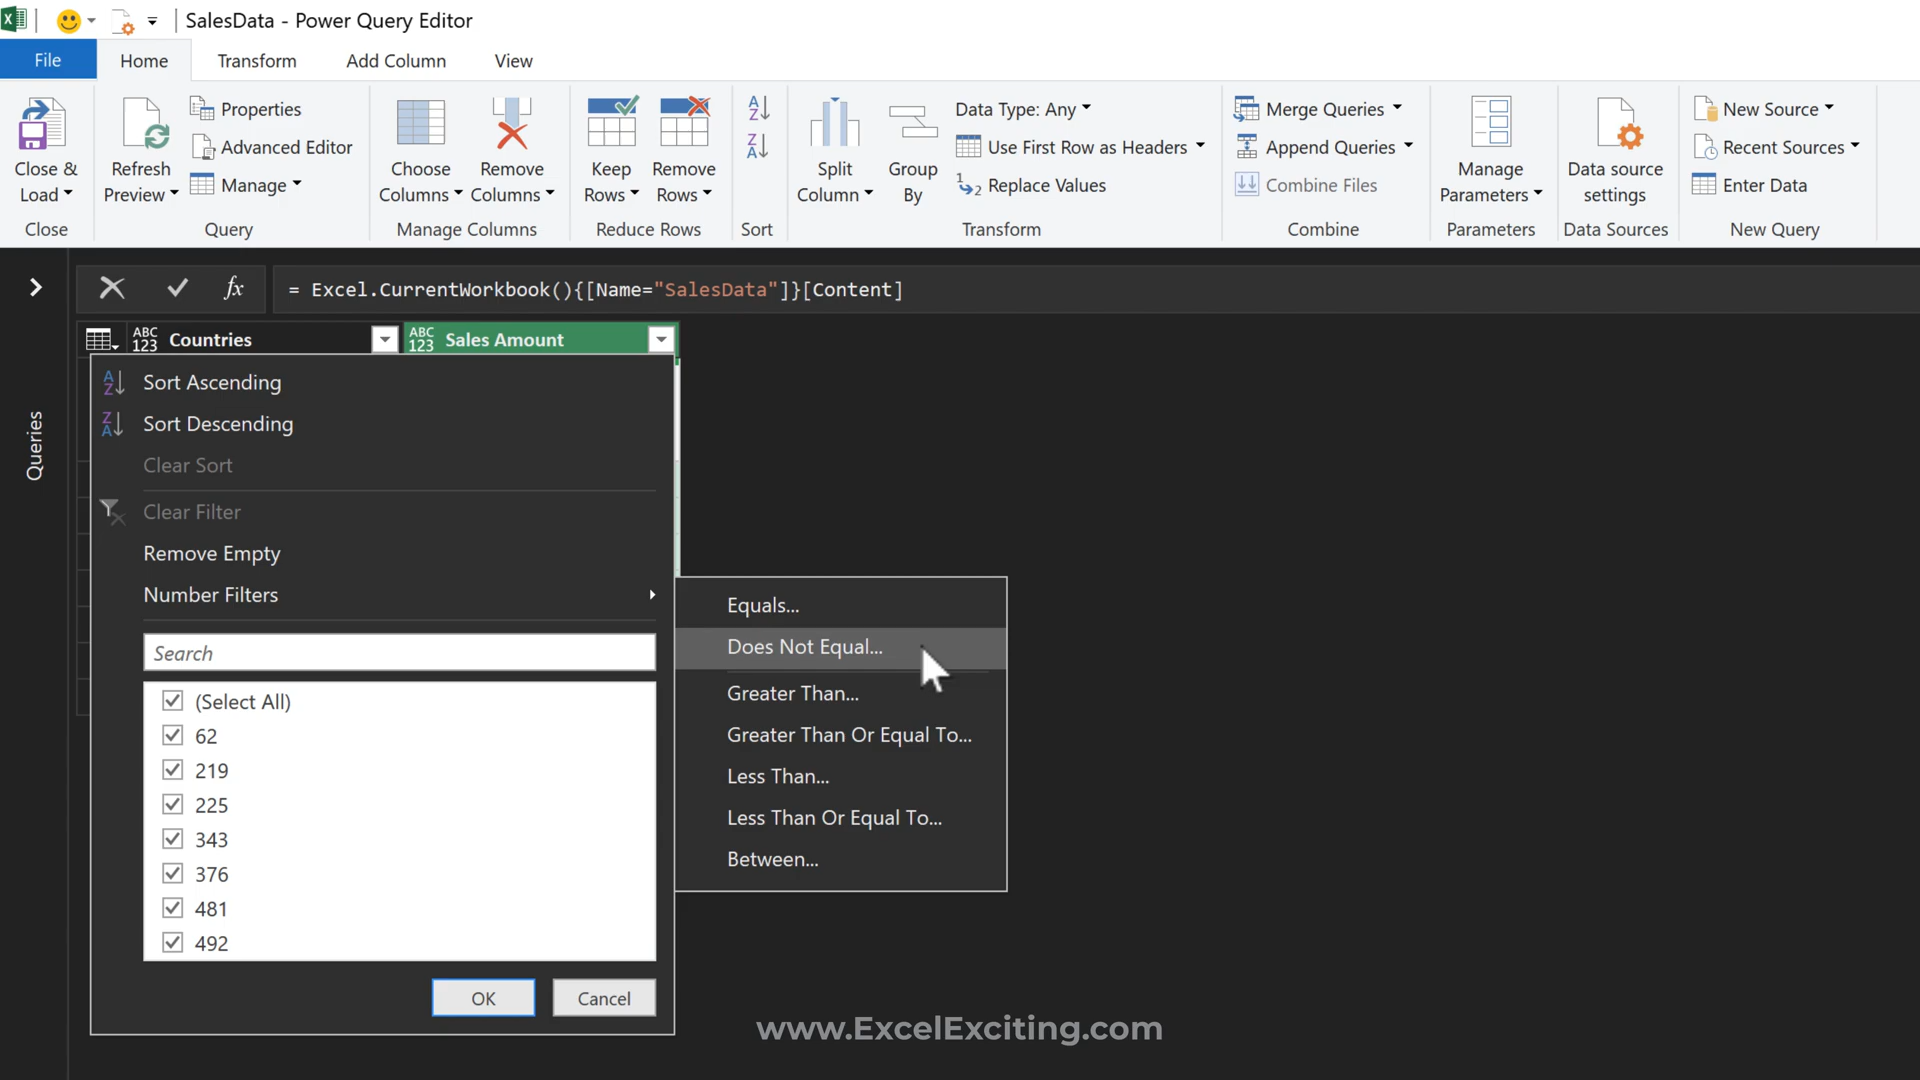 SalesData - Power Query Editor
File Home Transform Add Column View
Close & Load
Close
Refresh Preview
Properties
Advanced Editor
Manage
Query
Choose Columns
Remove Columns
Manage Columns
Keep Rows
Remove Rows
Reduce Rows
Sort
Split Column
Group By
Data Type: Any
Use First Row as Headers
Replace Values
Transform
Merge Queries
Append Queries
Combine Files
Combine
Manage Parameters
Parameters
Data source settings
Data Sources
New Source
Recent Sources
Enter Data
New Query
fx = Excel.CurrentWorkbook(){[Name="SalesData"]}[Content]
Queries
ABC 123 Countries ABC 123 Sales Amount
Sort Ascending
Sort Descending
Clear Sort
Clear Filter
Remove Empty
Number Filters
Search
(Select All)
62
219
225
343
376
481
492
OK Cancel
Equals...
Does Not Equal...
Greater Than...
Greater Than Or Equal To...
Less Than...
Less Than Or Equal To...
Between...
www.ExcelExciting.com